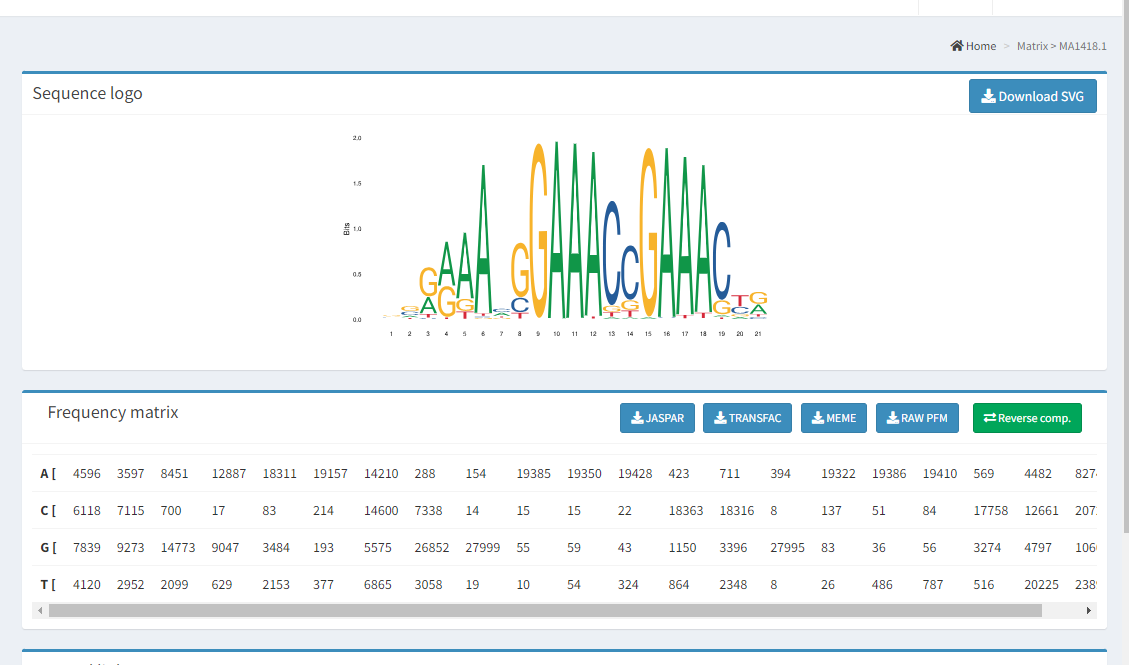 Home > Matrix > MA1418.1
Sequence logo
Download SVG
2.0
1.5
1.0
0.5
0.0
Bits
1 2 3 4 5 6 7 8 9 10 11 12 13 14 15 16 17 18 19 20 21
Frequency matrix
JASPAR TRANSFAC MEME RAW PFM Reverse comp.
A [ 4596 3597 8451 12887 18311 19157 14210 288 154 19385 19350 19428 423 711 394 19322 19386 19410 569 4482 827
C [ 6118 7115 700 17 83 214 14600 7338 14 15 15 22 18363 18316 8 137 51 84 17758 12661 207
G [ 7839 9273 14773 9047 3484 193 5575 26852 27999 55 59 43 1150 3396 27995 83 36 56 3274 4797 106
T [ 4120 2952 2099 629 2153 377 6865 3058 19 10 54 324 864 2348 8 26 486 787 516 20225 238